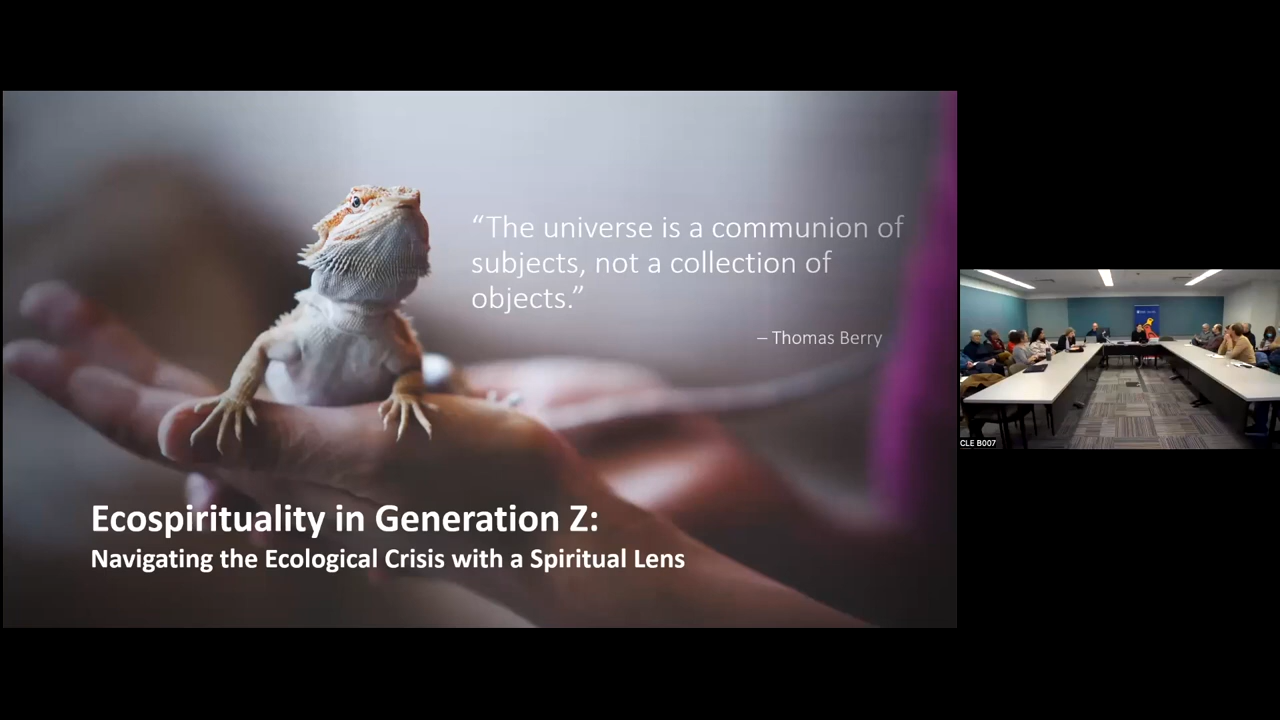 “The universe is a communion of
subjects, not a collection of
objects.”
– Thomas Berry
Ecospirituality in Generation Z:
Navigating the Ecological Crisis with a Spiritual Lens
CLE B007